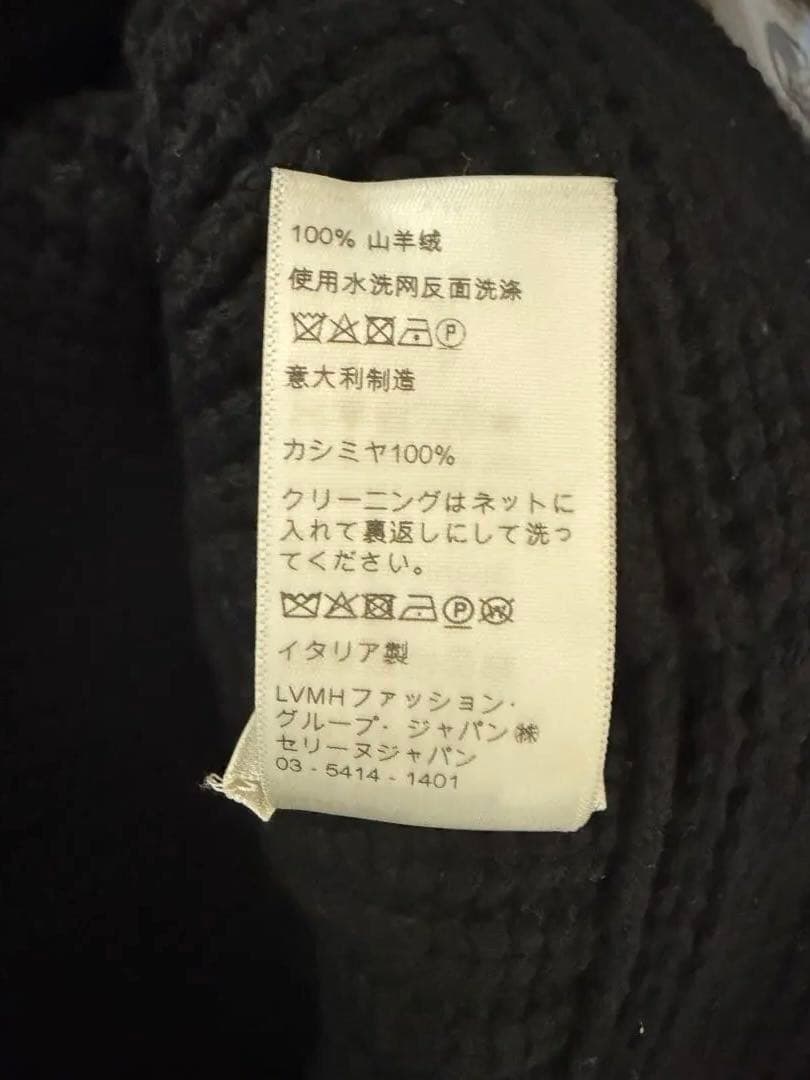 100% 山羊绒
使用水洗网反面洗涤
P
意大利制造
カシミヤ100%
クリーニングはネットに
入れて裏返しにして洗っ
てください。
P W
イタリア製
LVMHファッション·
グループ· ジャパン㈱
セリーヌジャパン
03 - 5414 - 1401